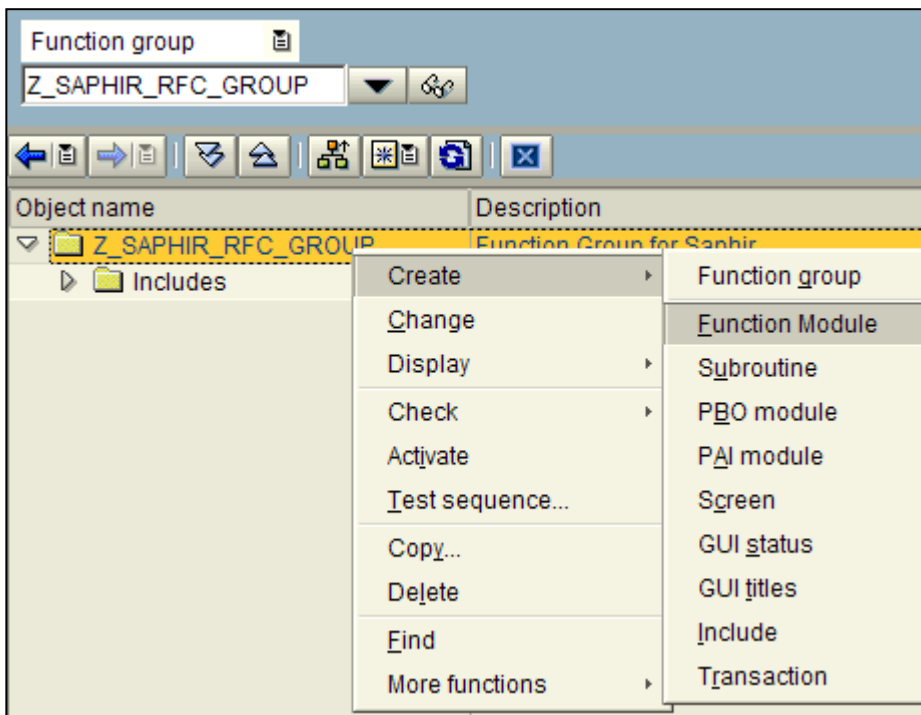 Function group
Z_SAPHIR_RFC_GROUP
Object name Description
Z_SAPHIR_RFC_GROUP Function Group for Saphir
Includes
Create
Change
Display
Check
Activate
Test sequence...
Copy...
Delete
Find
More functions
Function group
Function Module
Subroutine
PBO module
PAI module
Screen
GUI status
GUI titles
Include
Transaction